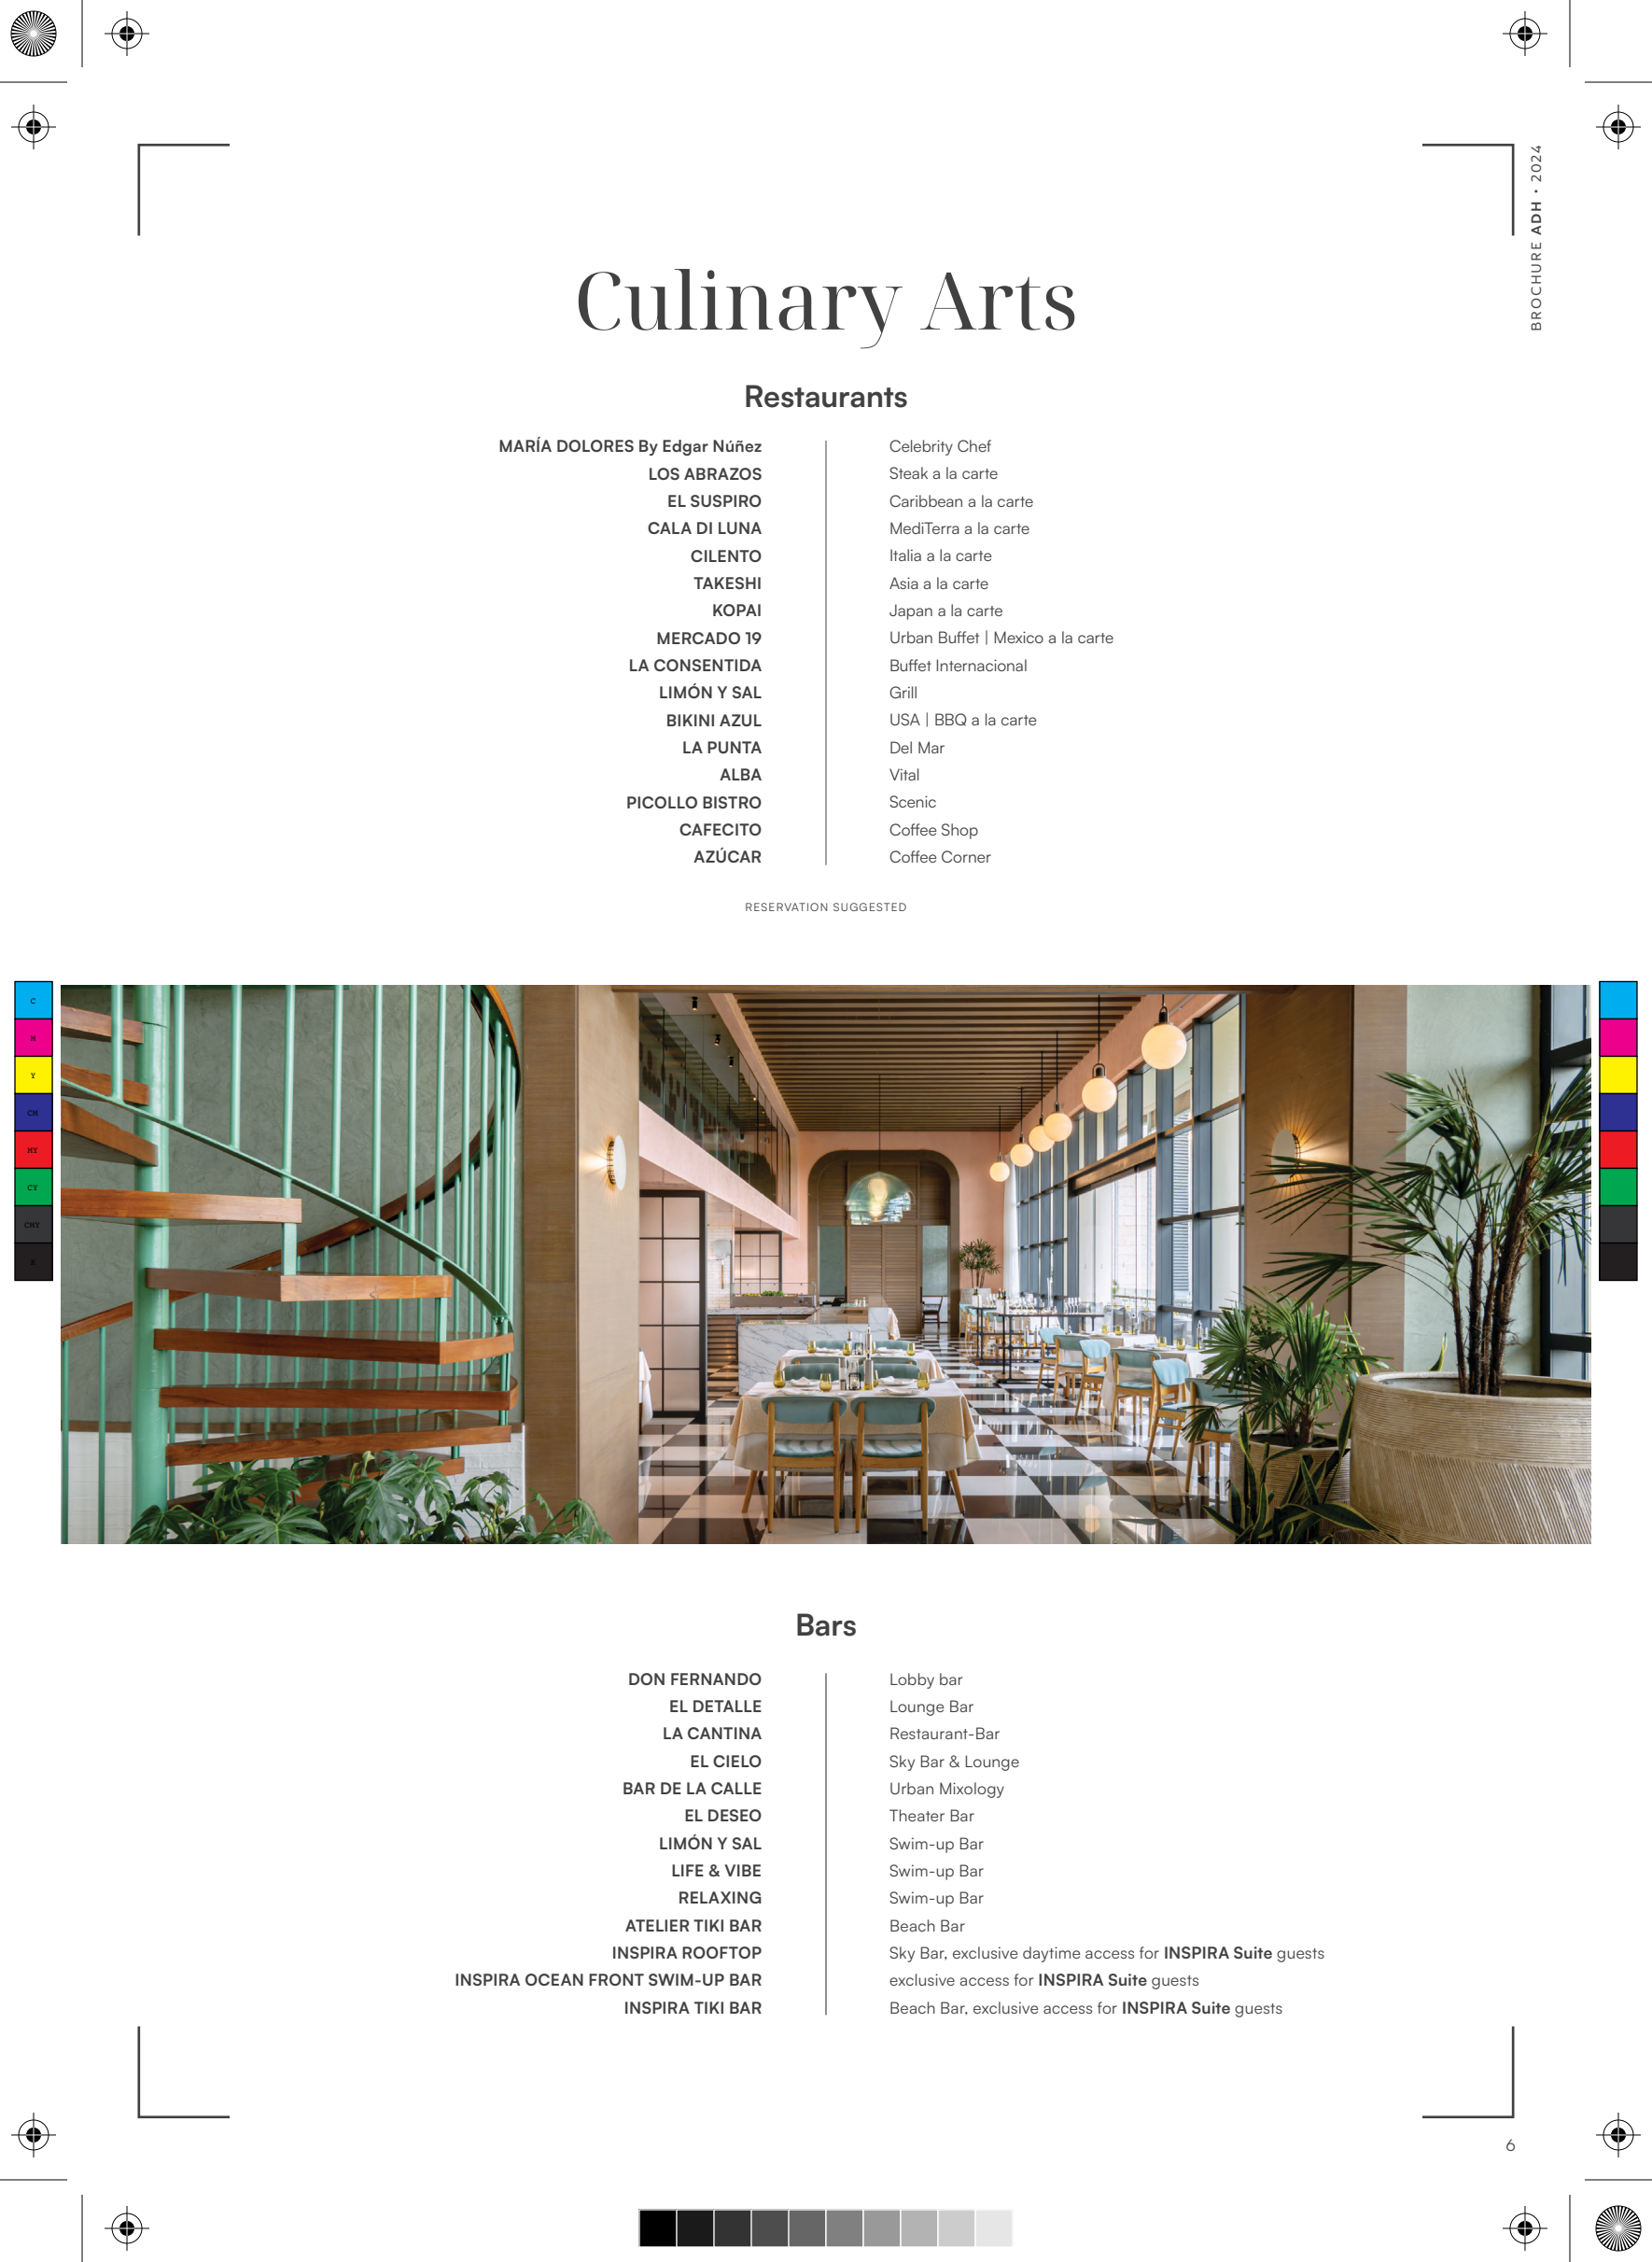 BROCHURE ADH • 2024
Culinary Arts
Restaurants
MARÍA DOLORES By Edgar Núñez Celebrity Chef
LOS ABRAZOS Steak a la carte
EL SUSPIRO Caribbean a la carte
CALA DI LUNA MediTerra a la carte
CILENTO Italia a la carte
TAKESHI Asia a la carte
KOPAI Japan a la carte
MERCADO 19 Urban Buffet | Mexico a la carte
LA CONSENTIDA Buffet Internacional
LIMÓN Y SAL Grill
BIKINI AZUL USA | BBQ a la carte
LA PUNTA Del Mar
ALBA Vital
PICOLLO BISTRO Scenic
CAFECITO Coffee Shop
AZÚCAR Coffee Corner
RESERVATION SUGGESTED
C
M
Y
CM
MY
CY
CMY
K
Bars
DON FERNANDO Lobby bar
EL DETALLE Lounge Bar
LA CANTINA Restaurant-Bar
EL CIELO Sky Bar & Lounge
BAR DE LA CALLE Urban Mixology
EL DESEO Theater Bar
LIMÓN Y SAL Swim-up Bar
LIFE & VIBE Swim-up Bar
RELAXING Swim-up Bar
ATELIER TIKI BAR Beach Bar
INSPIRA ROOFTOP Sky Bar, exclusive daytime access for INSPIRA Suite guests
INSPIRA OCEAN FRONT SWIM-UP BAR exclusive access for INSPIRA Suite guests
INSPIRA TIKI BAR Beach Bar, exclusive access for INSPIRA Suite guests
6